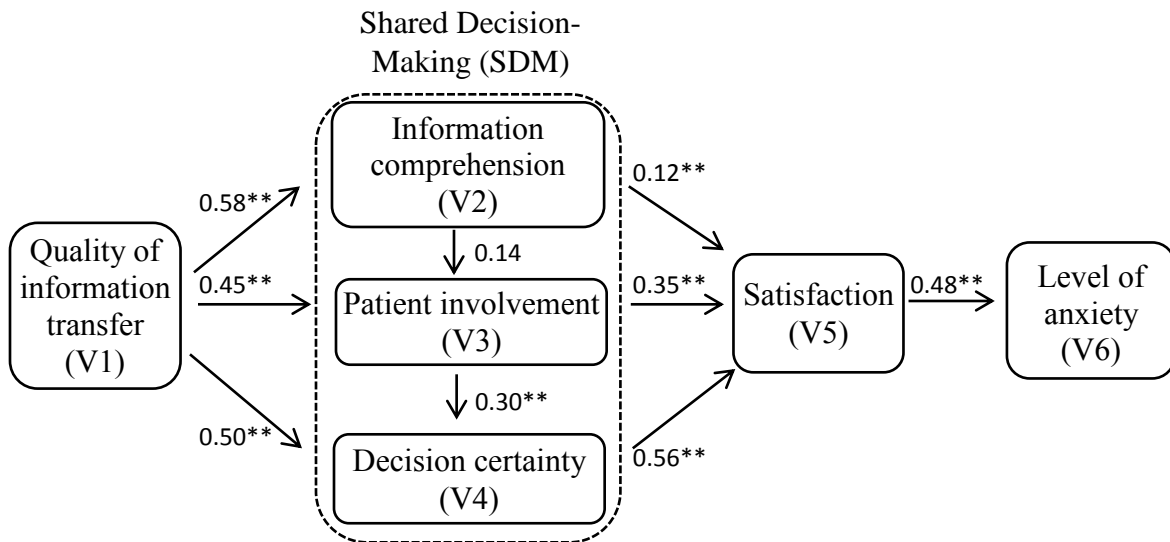 Shared Decision-
Making (SDM)
Information
comprehension
(V2)
0.12**
0.58**
Quality of
information
transfer
(V1)
0.14
0.45**
Patient involvement
(V3)
0.35**
Satisfaction
(V5)
0.48**
Level of
anxiety
(V6)
0.30**
0.50**
Decision certainty
(V4)
0.56**